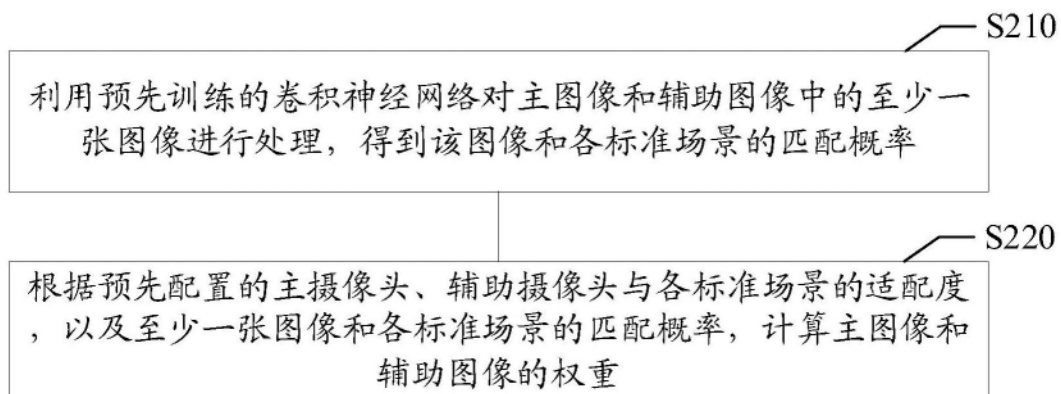 S210
利用预先训练的卷积神经网络对主图像和辅助图像中的至少一
张图像进行处理，得到该图像和各标准场景的匹配概率
S220
根据预先配置的主摄像头、辅助摄像头与各标准场景的适配度
，以及至少一张图像和各标准场景的匹配概率，计算主图像和
辅助图像的权重